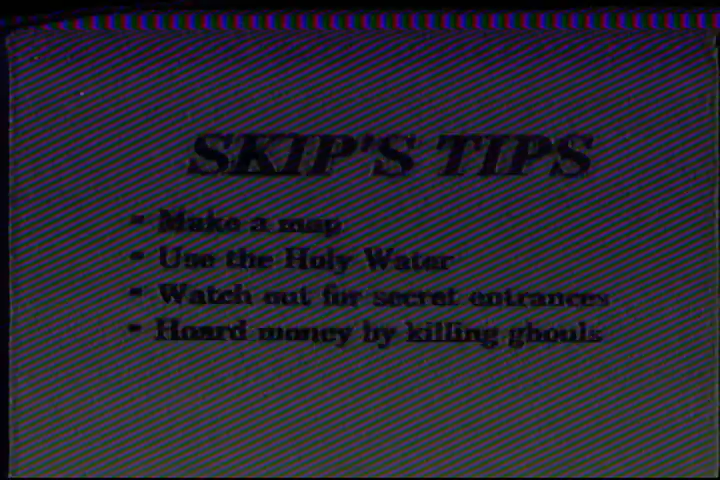 SKIP'S TIPS
- Make a map
- Use the Holy Water
- Watch out for secret entrances
- Hoard money by killing ghouls